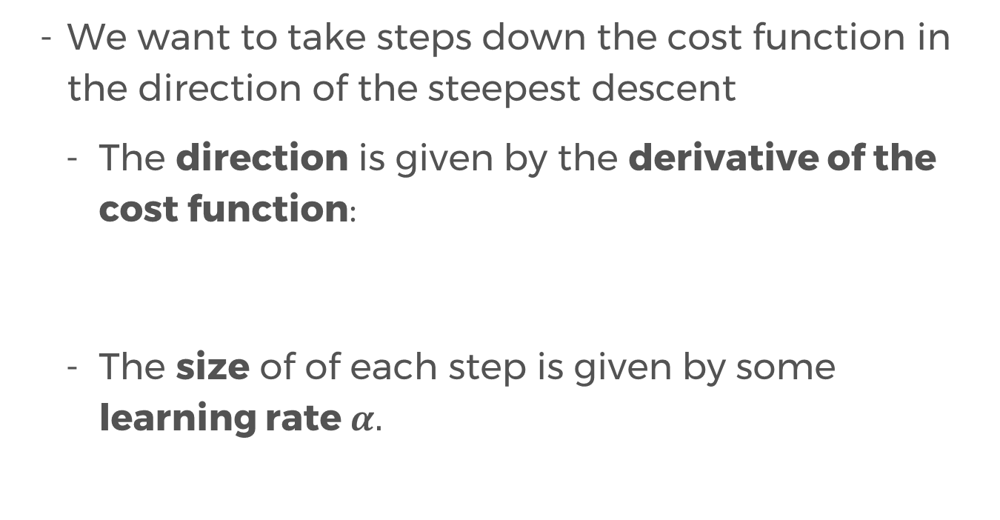 - We want to take steps down the cost function in
the direction of the steepest descent
- The direction is given by the derivative of the
cost function:
- The size of of each step is given by some
learning rate α.